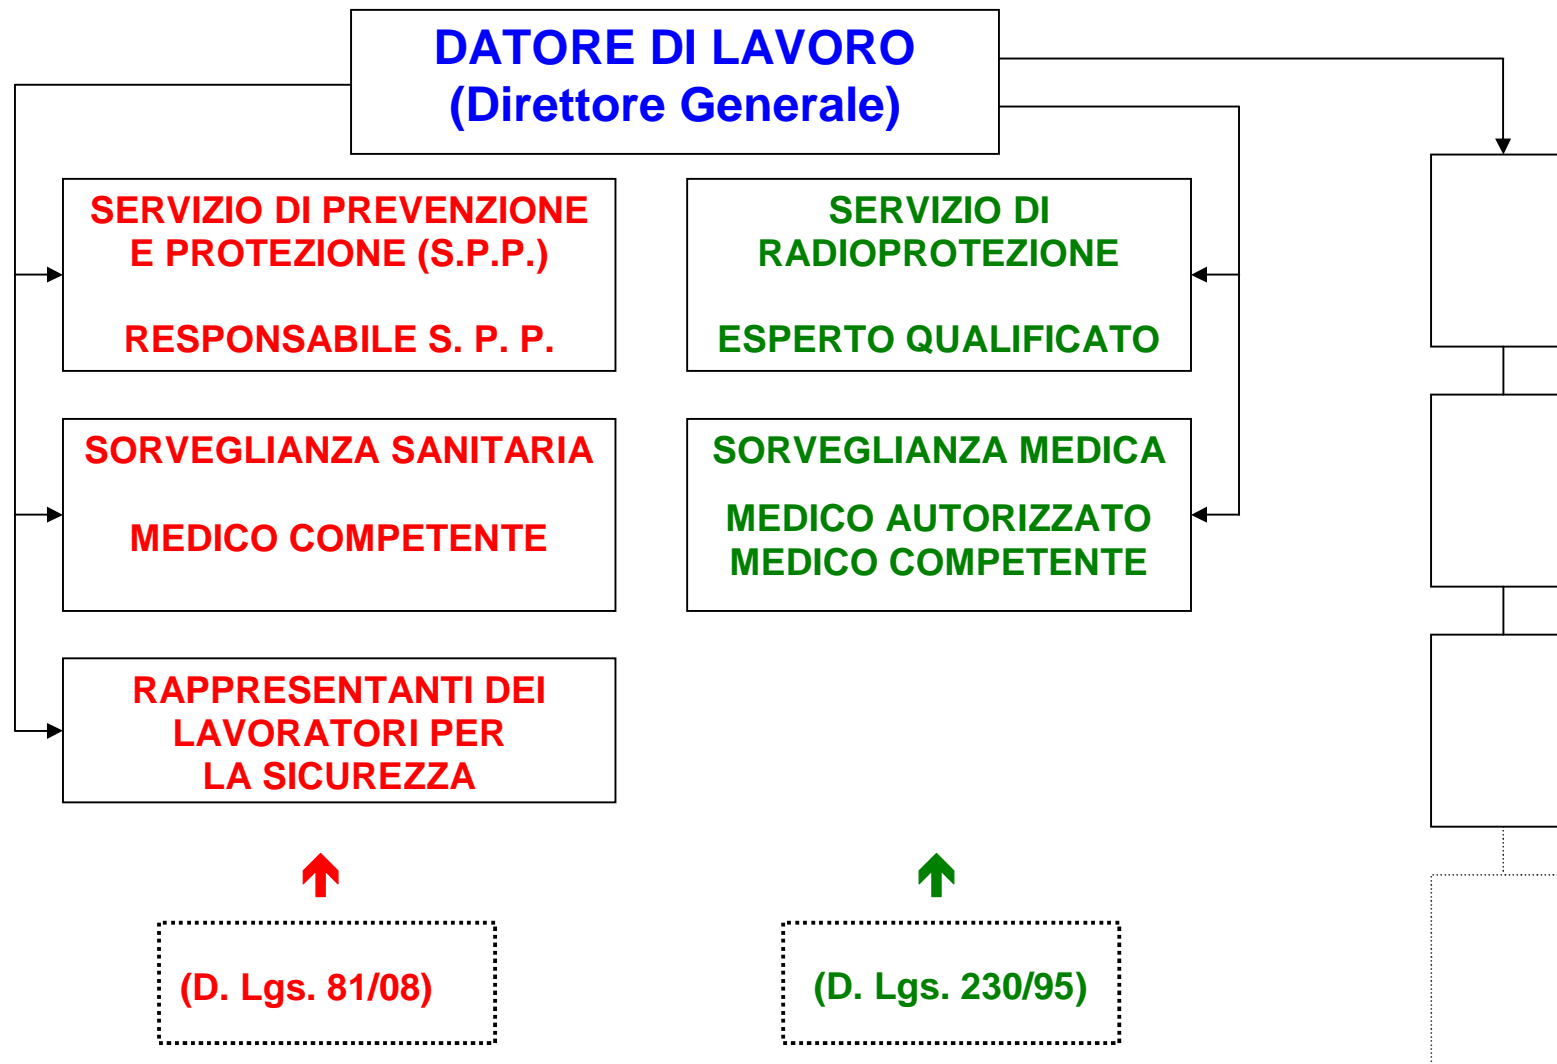 DATORE DI LAVORO
(Direttore Generale)
SERVIZIO DI PREVENZIONE
E PROTEZIONE (S.P.P.)
RESPONSABILE S. P. P.
SERVIZIO DI
RADIOPROTEZIONE
ESPERTO QUALIFICATO
SORVEGLIANZA SANITARIA
MEDICO COMPETENTE
SORVEGLIANZA MEDICA
MEDICO AUTORIZZATO
MEDICO COMPETENTE
RAPPRESENTANTI DEI
LAVORATORI PER
LA SICUREZZA
(D. Lgs. 81/08)
(D. Lgs. 230/95)